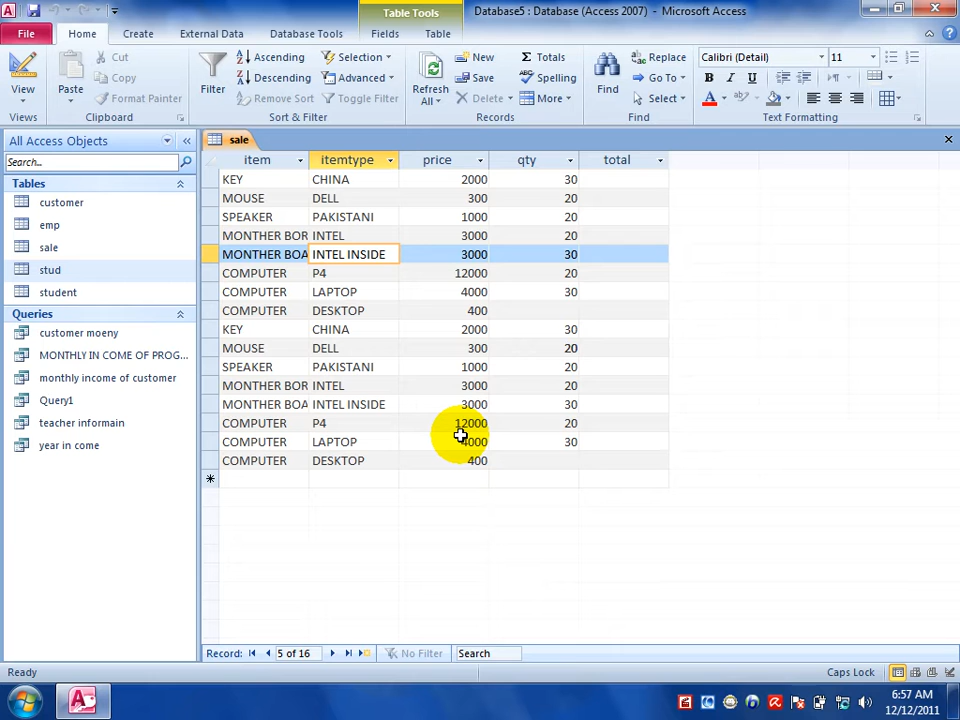 Table Tools
Database5 : Database (Access 2007) - Microsoft Access
File Home Create External Data Database Tools Fields Table
View
Views
Paste
Cut
Copy
Format Painter
Clipboard
Filter
Ascending
Descending
Remove Sort
Selection
Advanced
Toggle Filter
Sort & Filter
Refresh All
New
Save
Delete
Totals
Spelling
More
Records
Find
Replace
Go To
Select
Find
Calibri (Detail) 11
B I U
Text Formatting
All Access Objects
Search...
Tables
customer
emp
sale
stud
student
Queries
customer moeny
MONTHLY IN COME OF PROG...
monthly income of customer
Query1
teacher informain
year in come
sale
item itemtype price qty total
KEY CHINA 2000 30
MOUSE DELL 300 20
SPEAKER PAKISTANI 1000 20
MONTHER BOR INTEL 3000 20
MONTHER BOA INTEL INSIDE 3000 30
COMPUTER P4 12000 20
COMPUTER LAPTOP 4000 30
COMPUTER DESKTOP 400
KEY CHINA 2000 30
MOUSE DELL 300 20
SPEAKER PAKISTANI 1000 20
MONTHER BOR INTEL 3000 20
MONTHER BOA INTEL INSIDE 3000 30
COMPUTER P4 12000 20
COMPUTER LAPTOP 4000 30
COMPUTER DESKTOP 400
Record: 5 of 16 No Filter Search
Ready
Caps Lock
6:57 AM
12/12/2011